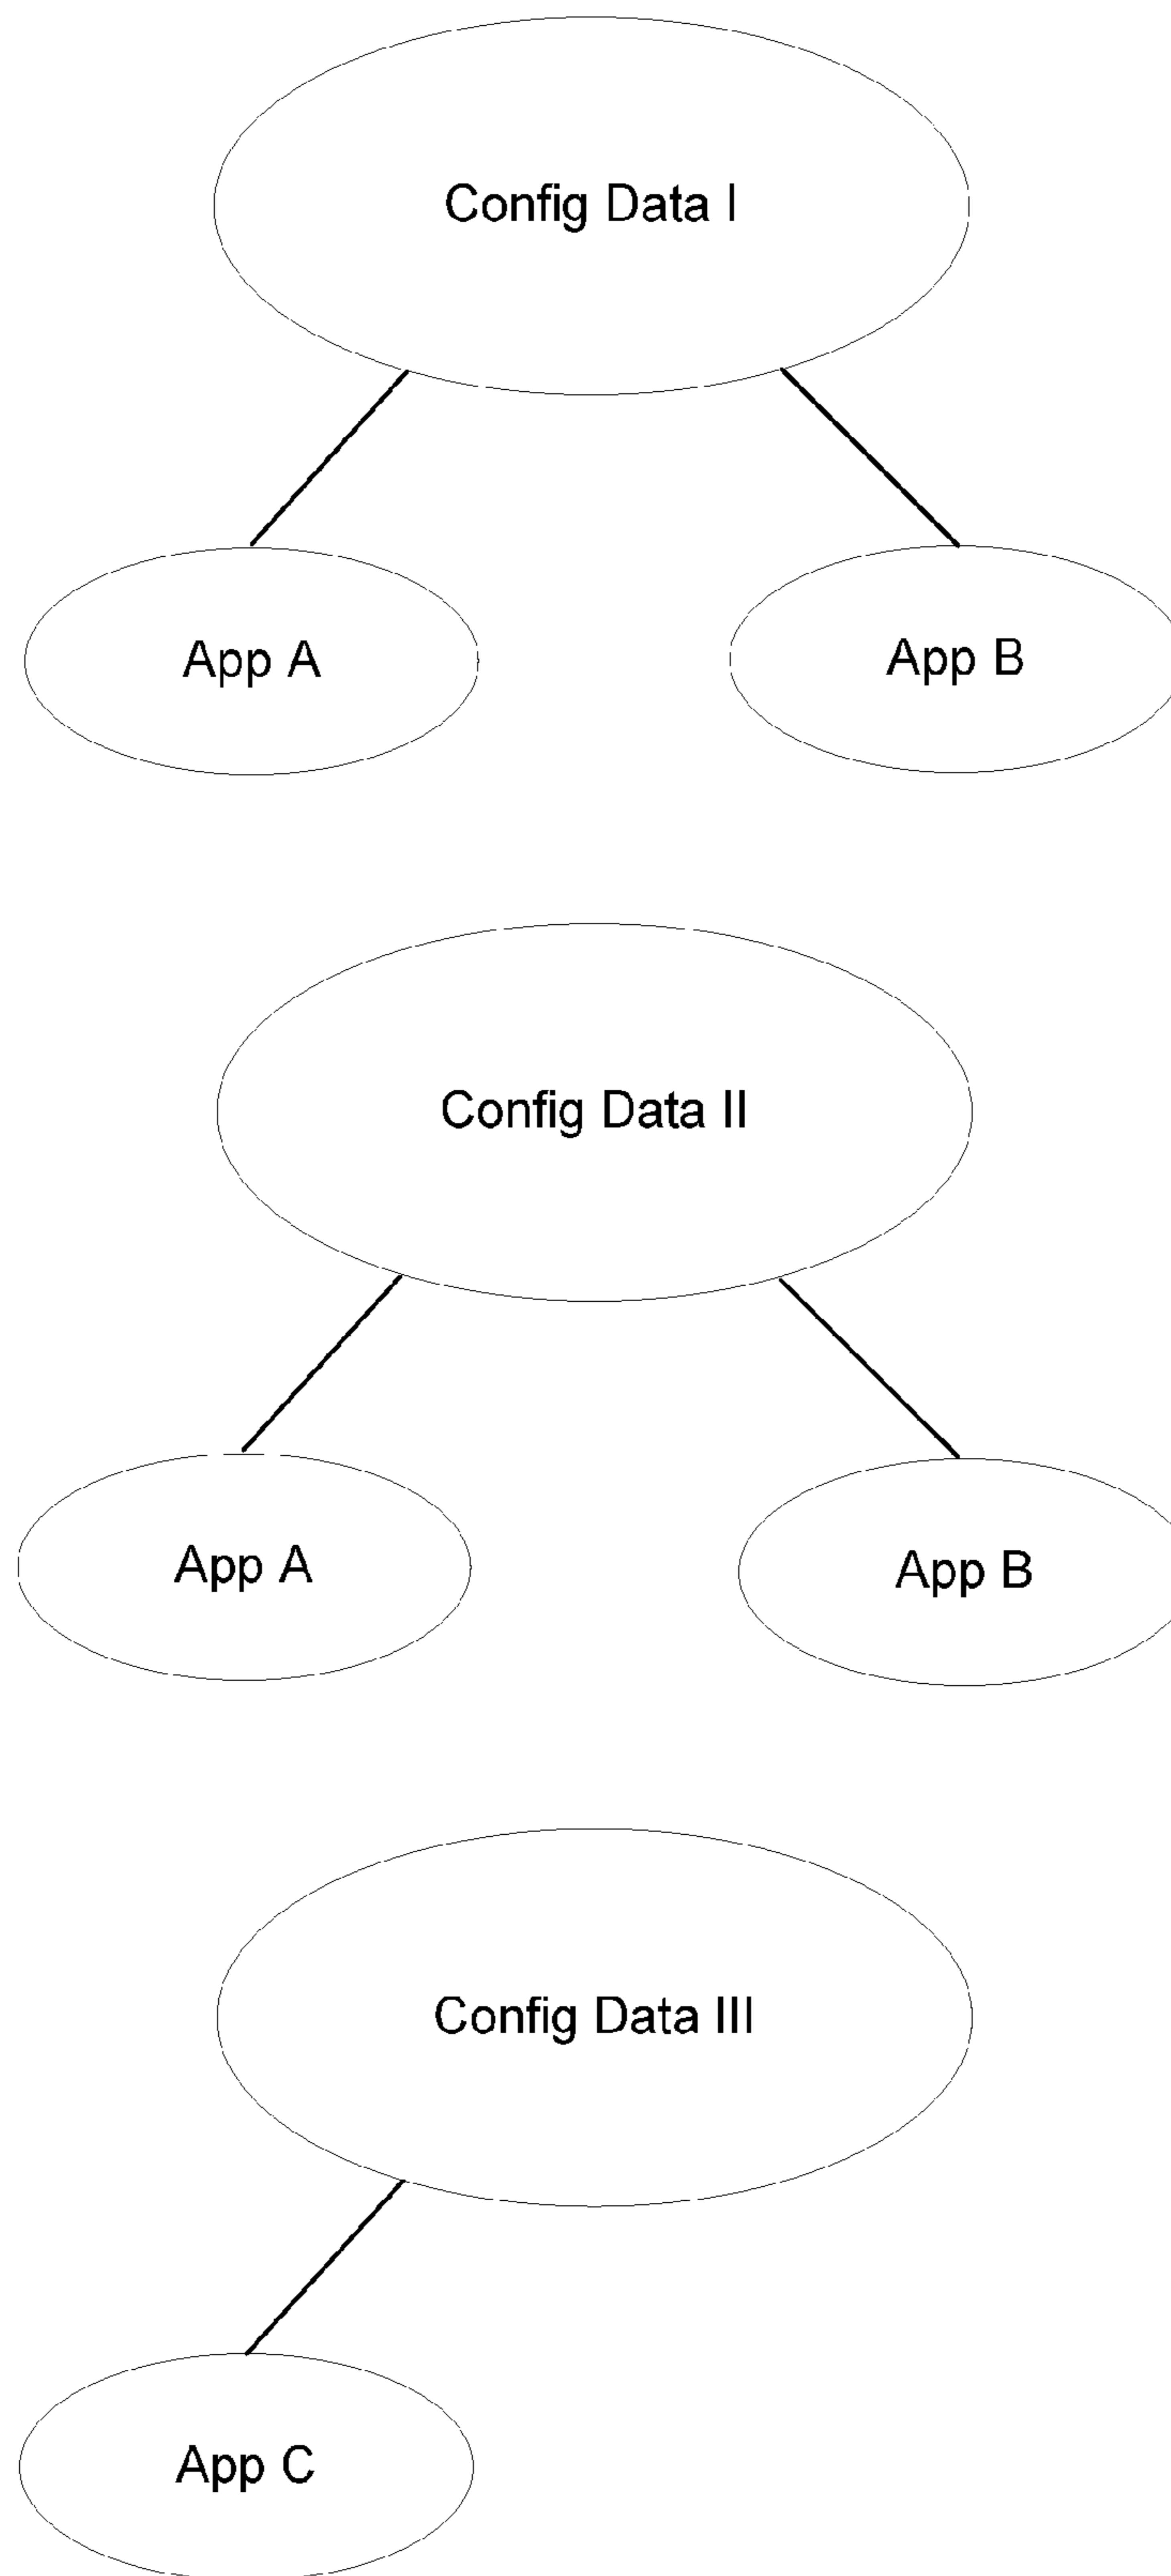 Config Data I
App A
App B
Config Data II
App A
App B
Config Data III
App C